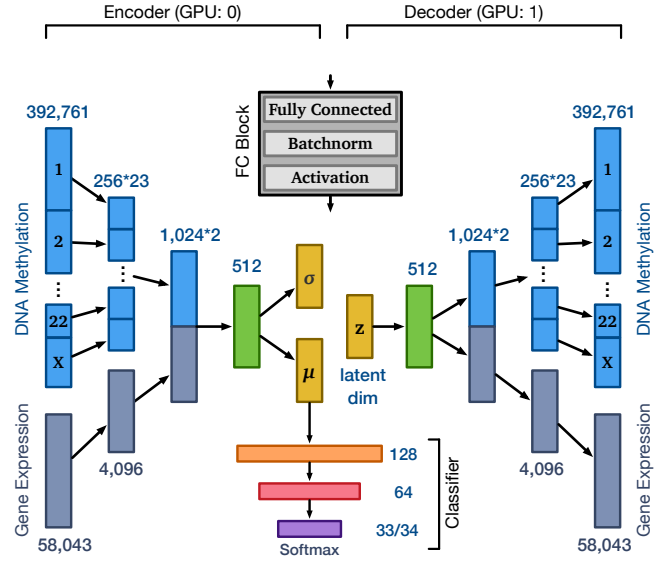 Encoder (GPU: 0)
Decoder (GPU: 1)
FC Block
Fully Connected
Batchnorm
Activation
392,761
DNA Methylation
1
2
22
X
256*23
1,024*2
512
σ
μ
Gene Expression
4,096
58,043
z
latent
dim
512
1,024*2
256*23
392,761
1
2
22
X
DNA Methylation
4,096
58,043
Gene Expression
128
64
33/34
Softmax
Classifier